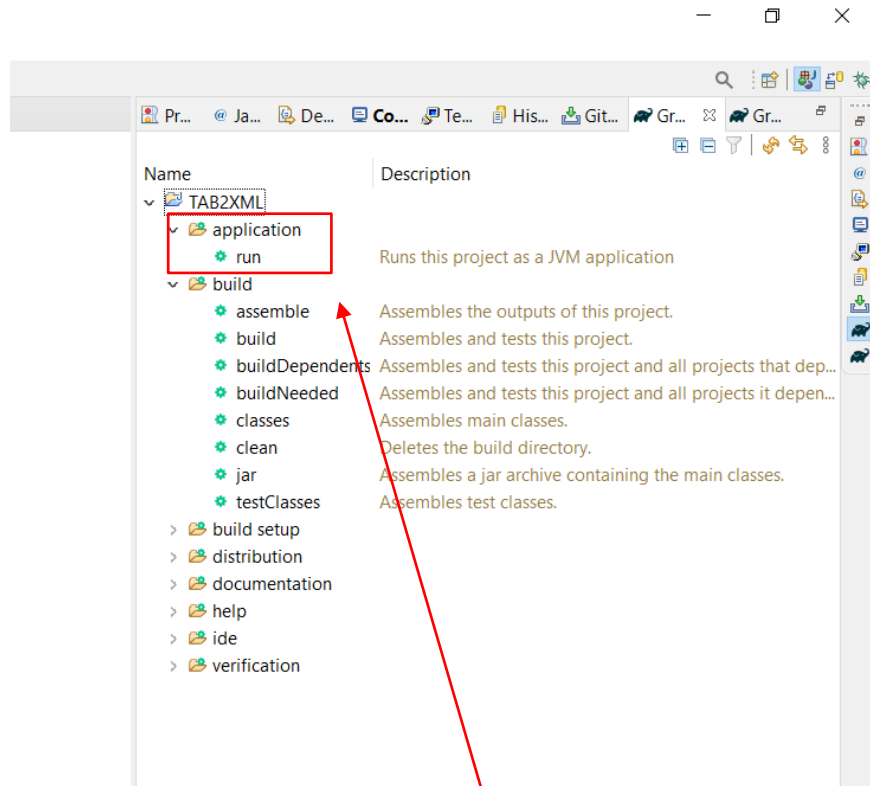 Pr... @ Ja... De... Co... Te... His... Git... Gr... Gr...
Name Description
TAB2XML
application
run Runs this project as a JVM application
build
assemble Assembles the outputs of this project.
build Assembles and tests this project.
buildDependents Assembles and tests this project and all projects that dep...
buildNeeded Assembles and tests this project and all projects it depen...
classes Assembles main classes.
clean Deletes the build directory.
jar Assembles a jar archive containing the main classes.
testClasses Assembles test classes.
build setup
distribution
documentation
help
ide
verification